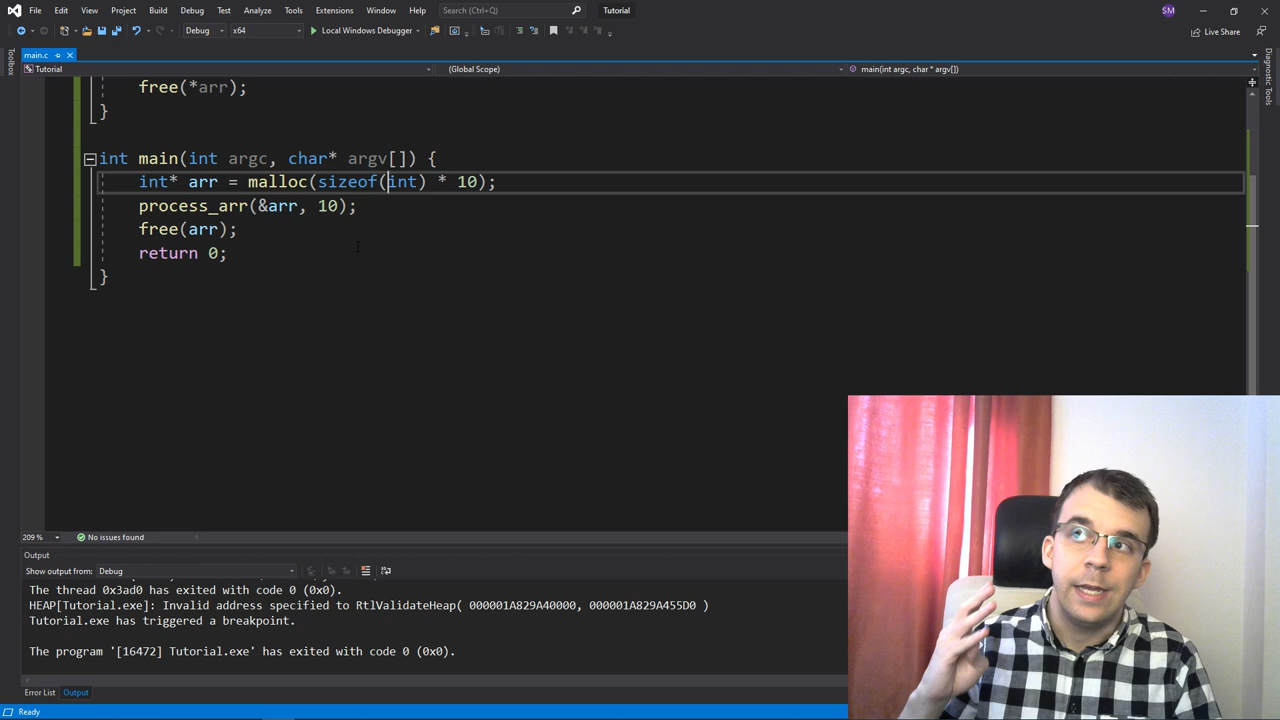 File Edit View Project Build Debug Test Analyze Tools Extensions Window Help Search (Ctrl+Q) Tutorial SM
Debug x64 Local Windows Debugger Live Share
main.c
Tutorial (Global Scope) main(int argc, char * argv[])
Toolbox
Diagnostic Tools
free(*arr);
}
int main(int argc, char* argv[]) {
int* arr = malloc(sizeof(int) * 10);
process_arr(&arr, 10);
free(arr);
return 0;
}
209 % No issues found
Output
Show output from: Debug
The thread 0x3ad0 has exited with code 0 (0x0).
HEAP[Tutorial.exe]: Invalid address specified to RtlValidateHeap( 000001A829A40000, 000001A829A455D0 )
Tutorial.exe has triggered a breakpoint.
The program '[16472] Tutorial.exe' has exited with code 0 (0x0).
Error List Output
Ready